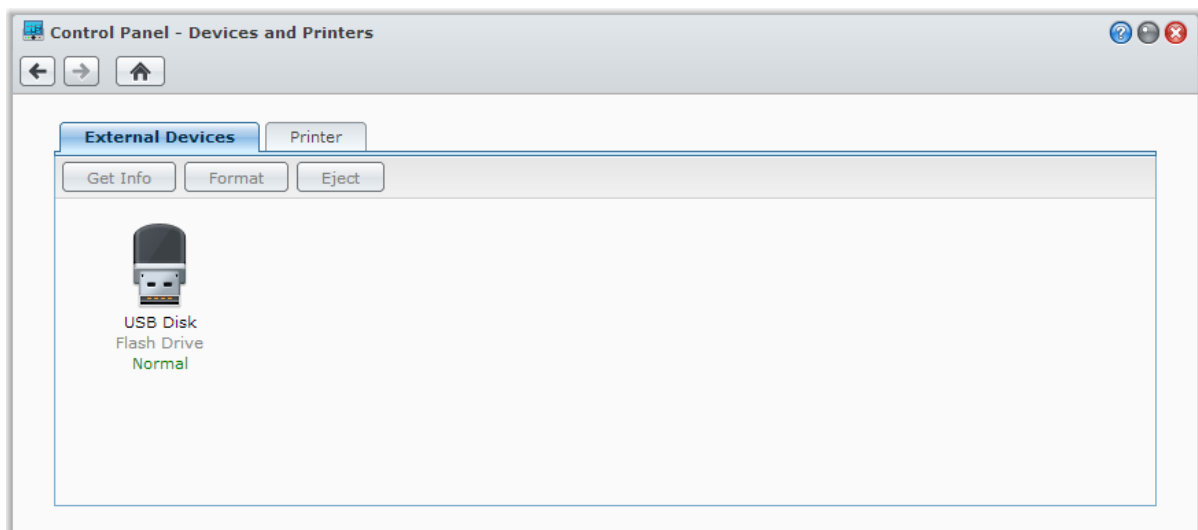 Control Panel - Devices and Printers
External Devices Printer
Get Info Format Eject
USB Disk
Flash Drive
Normal